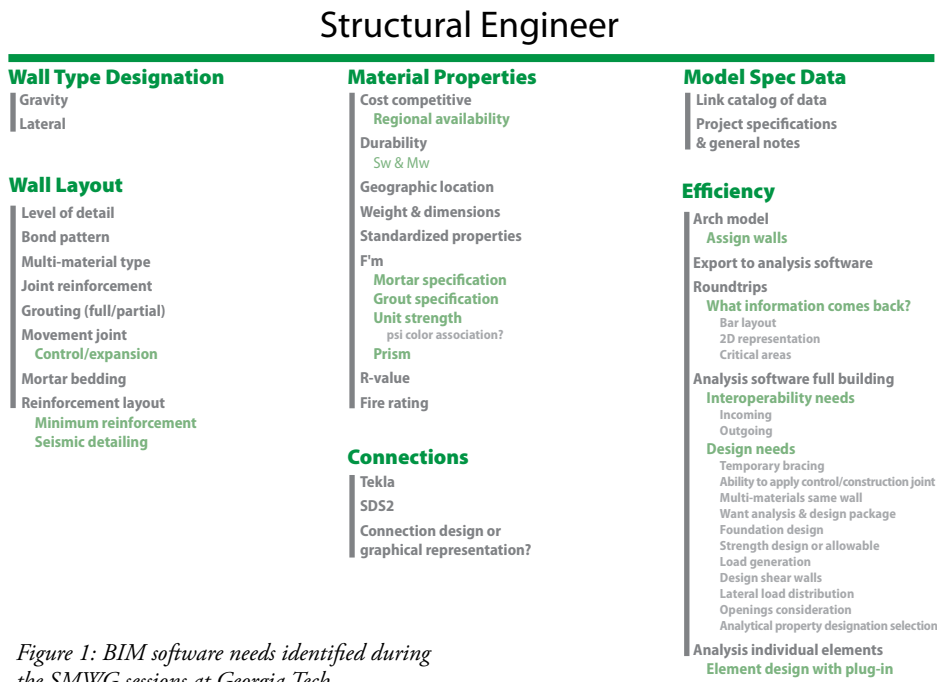 Structural Engineer
Wall Type Designation
Gravity
Lateral
Wall Layout
Level of detail
Bond pattern
Multi-material type
Joint reinforcement
Grouting (full/partial)
Movement joint
Control/expansion
Mortar bedding
Reinforcement layout
Minimum reinforcement
Seismic detailing
Material Properties
Cost competitive
Regional availability
Durability
Sw & Mw
Geographic location
Weight & dimensions
Standardized properties
F'm
Mortar specification
Grout specification
Unit strength
psi color association?
Prism
R-value
Fire rating
Connections
Tekla
SDS2
Connection design or
graphical representation?
Model Spec Data
Link catalog of data
Project specifications
& general notes
Efficiency
Arch model
Assign walls
Export to analysis software
Roundtrips
What information comes back?
Bar layout
2D representation
Critical areas
Analysis software full building
Interoperability needs
Incoming
Outgoing
Design needs
Temporary bracing
Ability to apply control/construction joint
Multi-materials same wall
Want analysis & design package
Foundation design
Strength design or allowable
Load generation
Design shear walls
Lateral load distribution
Openings consideration
Analytical property designation selection
Analysis individual elements
Element design with plug-in
Figure 1: BIM software needs identified during
the SMWG sessions at Georgia Tech